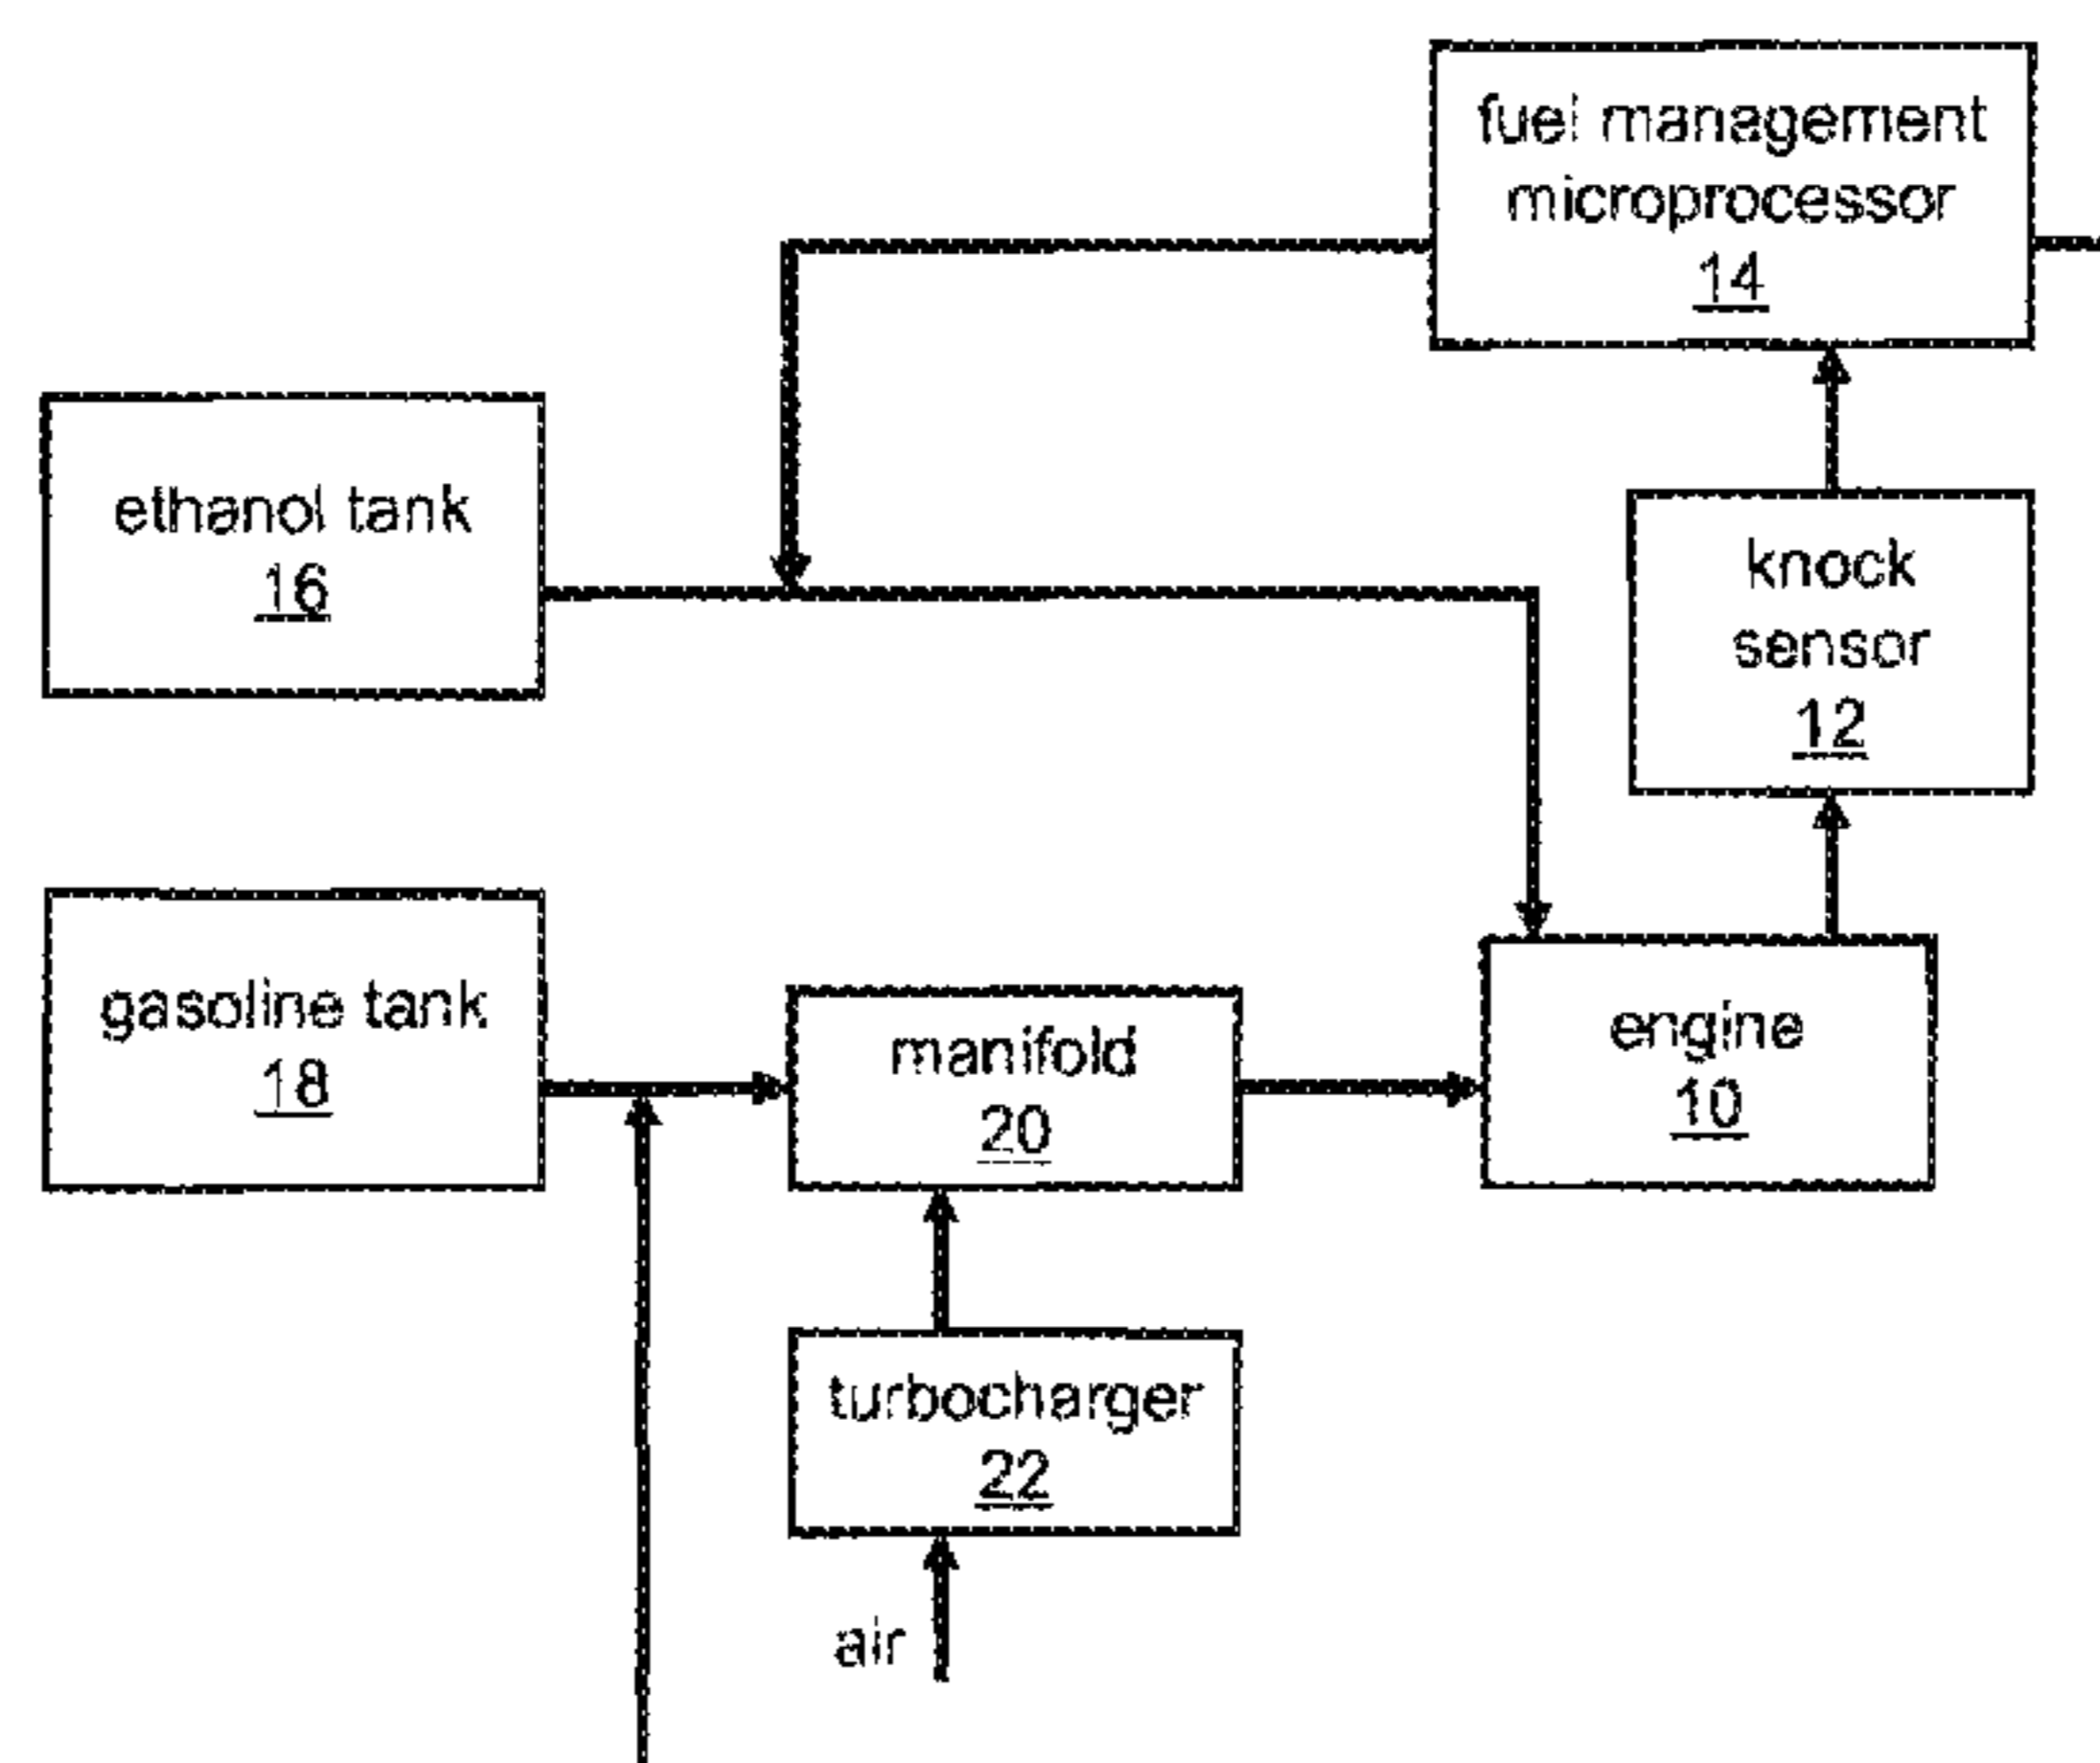 fuel management
microprocessor
14
ethanol tank
16
knock
sensor
12
gasoline tank
18
manifold
20
engine
10
turbocharger
22
air